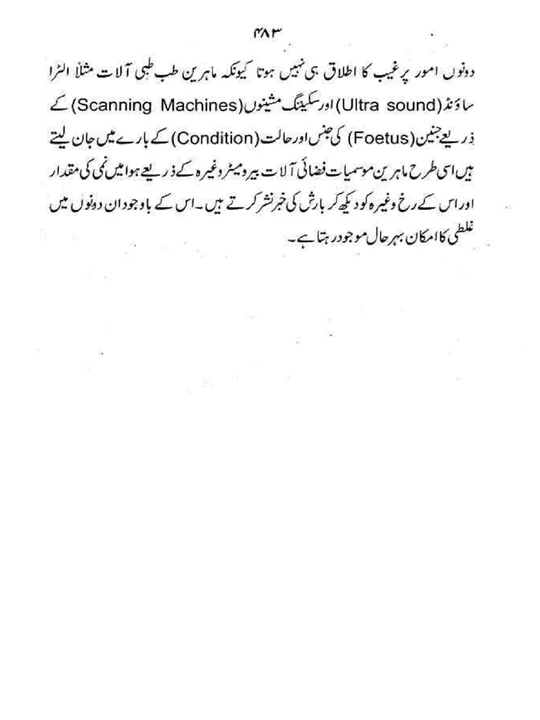 ۴۸۳
دونوں امور پر غیب کا اطلاق ہی نہیں ہوتا کیونکہ ماہرین طب طبی آلات مثلاً الٹرا
ساؤنڈ(Ultra sound)اور سکیننگ مشینوں(Scanning Machines) کے
ذریعے جنین(Foetus) کی جنس اور حالت(Condition) کے بارے میں جان لیتے
ہیں اسی طرح ماہرین موسمیات فضائی آلات بیرومیٹر وغیرہ کے ذریعے ہوا میں نمی کی مقدار
اور اس کے رخ وغیرہ کو دیکھ کر بارش کی خبر نشر کرتے ہیں۔اس کے باوجود ان دونوں میں
غلطی کا امکان بہر حال موجود رہتا ہے۔